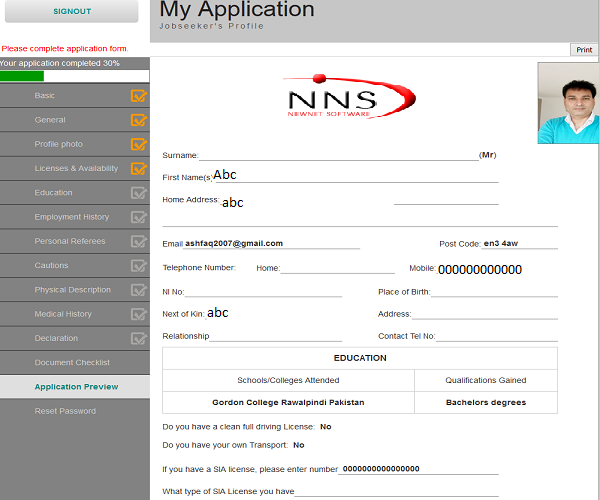 SIGNOUT
My Application
Jobseeker's Profile
Please complete application form.
Print
Your application completed 30%
Basic
General
Profile photo
Licenses & Availability
Education
Employment History
Personal Referees
Cautions
Physical Description
Medical History
Declaration
Document Checklist
Application Preview
Reset Password
NNS
NEWNET SOFTWARE
Surname: (Mr)
First Name(s) Abc
Home Address: abc
Email ashfaq2007@gmail.com Post Code: en3 4aw
Telephone Number: Home: Mobile: 000000000000
NI No: Place of Birth:
Next of Kin: abc Address:
Relationship Contact Tel No:
EDUCATION
Schools/Colleges Attended Qualifications Gained
Gordon College Rawalpindi Pakistan Bachelors degrees
Do you have a clean full driving License: No
Do you have your own Transport: No
If you have a SIA license, please enter number 0000000000000000
What type of SIA License you have